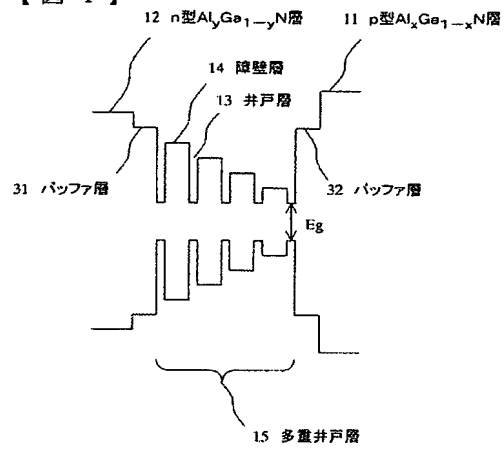 【図 1】
12 n型AlyGa1-yN層
11 p型AlxGa1-xN層
14 障壁層
13 井戸層
31 バッファ層
32 バッファ層
Eg
15 多重井戸層